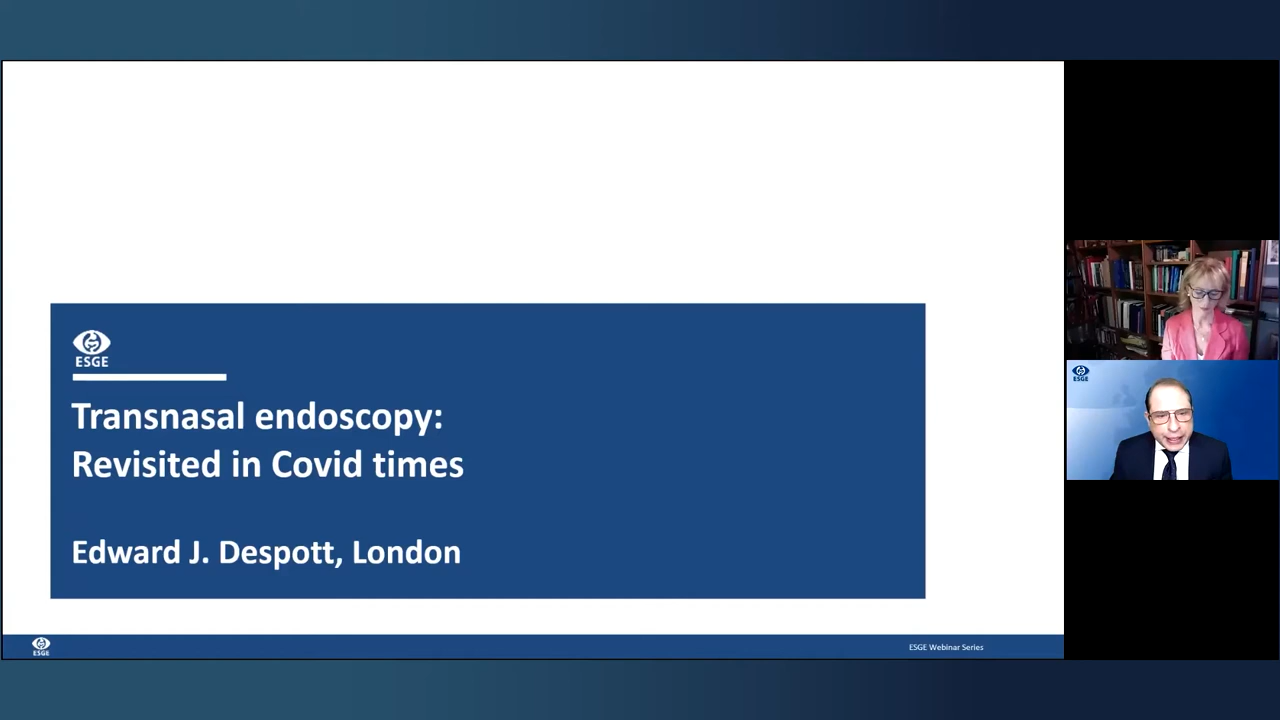 ESGE
Transnasal endoscopy:
Revisited in Covid times
Edward J. Despott, London
ESGE
ESGE Webinar Series
ESGE